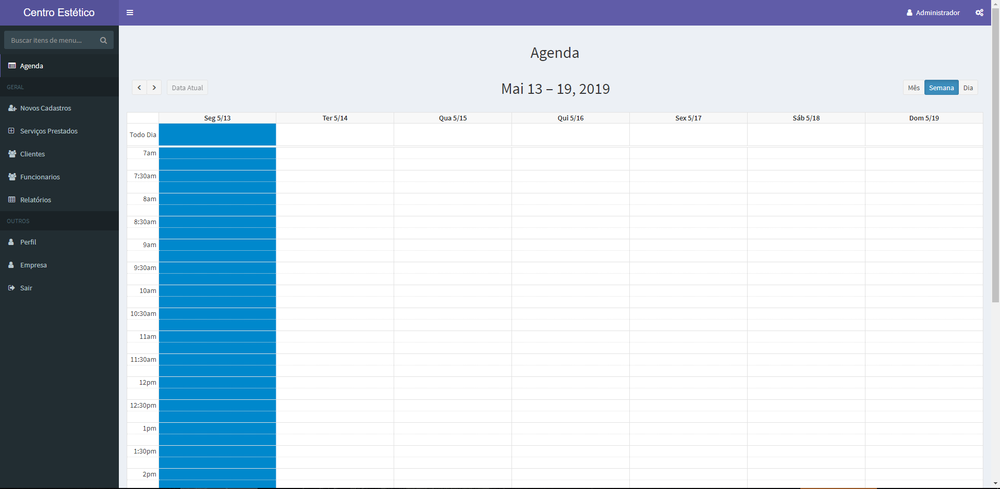 Centro Estético
Administrador
Buscar itens de menu...
Agenda
GERAL
Novos Cadastros
Serviços Prestados
Clientes
Funcionarios
Relatórios
OUTROS
Perfil
Empresa
Sair
Agenda
Data Atual
Mai 13 – 19, 2019
Mês Semana Dia
Seg 5/13 Ter 5/14 Qua 5/15 Qui 5/16 Sex 5/17 Sáb 5/18 Dom 5/19
Todo Dia
7am
7:30am
8am
8:30am
9am
9:30am
10am
10:30am
11am
11:30am
12pm
12:30pm
1pm
1:30pm
2pm